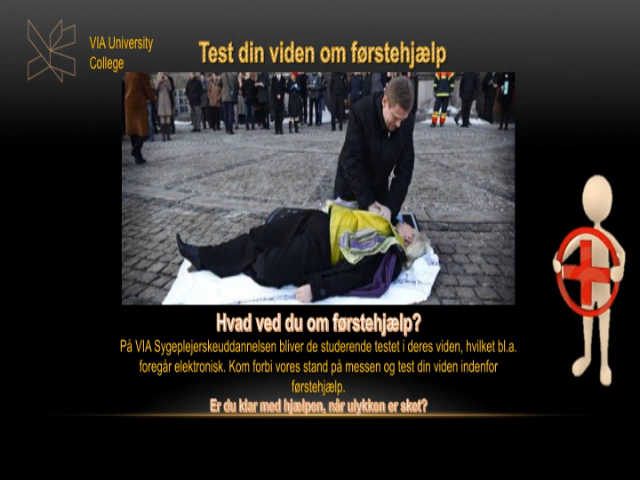 VIA University
College
Test din viden om førstehjælp
Hvad ved du om førstehjælp?
På VIA Sygeplejerskeuddannelsen bliver de studerende testet i deres viden, hvilket bl.a.
foregår elektronisk. Kom forbi vores stand på messen og test din viden indenfor
førstehjælp.
Er du klar med hjælpen, når ulykken er sket?